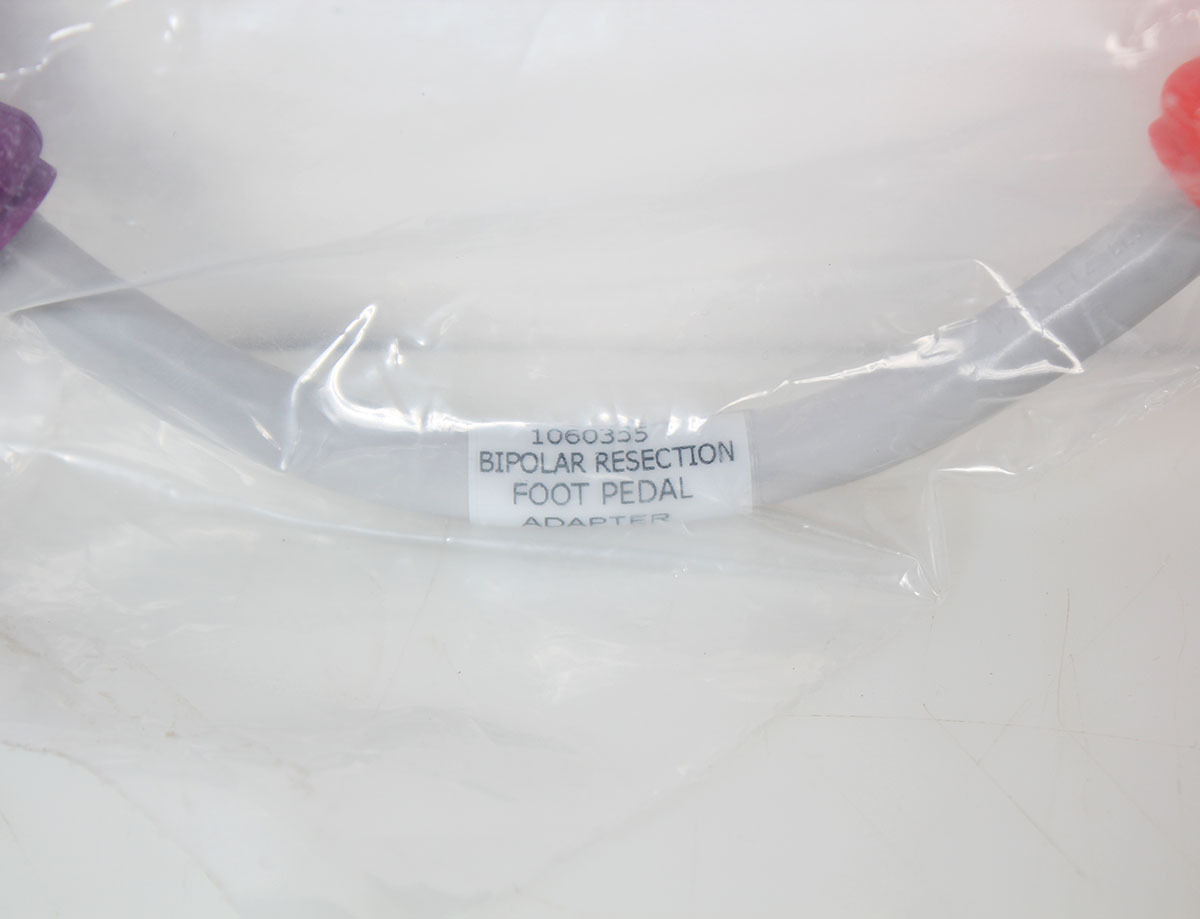 1060355
BIPOLAR RESECTION
FOOT PEDAL
ADAPTER